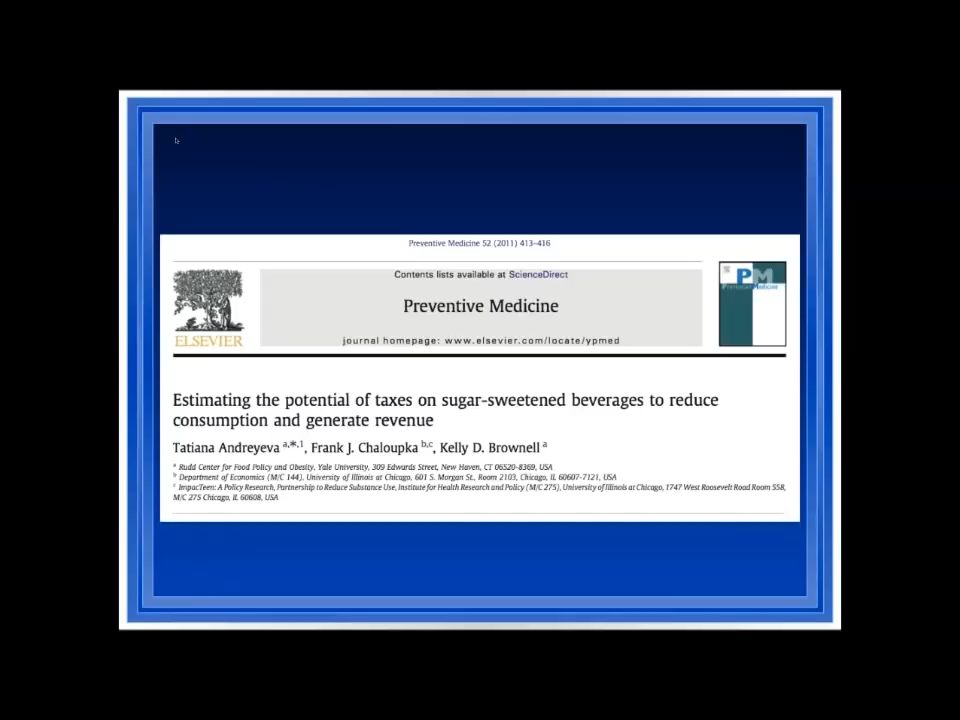 Preventive Medicine 52 (2011) 413–416
Contents lists available at ScienceDirect
Preventive Medicine
journal homepage: www.elsevier.com/locate/ypmed
ELSEVIER
PM
Preventive Medicine
Estimating the potential of taxes on sugar-sweetened beverages to reduce
consumption and generate revenue
Tatiana Andreyeva a,*,1, Frank J. Chaloupka b,c, Kelly D. Brownell a
a Rudd Center for Food Policy and Obesity, Yale University, 309 Edwards Street, New Haven, CT 06520-8369, USA
b Department of Economics (M/C 144), University of Illinois at Chicago, 601 S. Morgan St., Room 2103, Chicago, IL 60607-7121, USA
c ImpacTeen: A Policy Research, Partnership to Reduce Substance Use, Institute for Health Research and Policy (M/C 275), University of Illinois at Chicago, 1747 West Roosevelt Road Room 558,
M/C 275 Chicago, IL 60608, USA